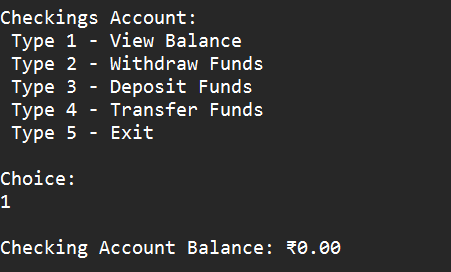 Checkings Account:
Type 1 - View Balance
Type 2 - Withdraw Funds
Type 3 - Deposit Funds
Type 4 - Transfer Funds
Type 5 - Exit
Choice:
1
Checking Account Balance: ₹0.00